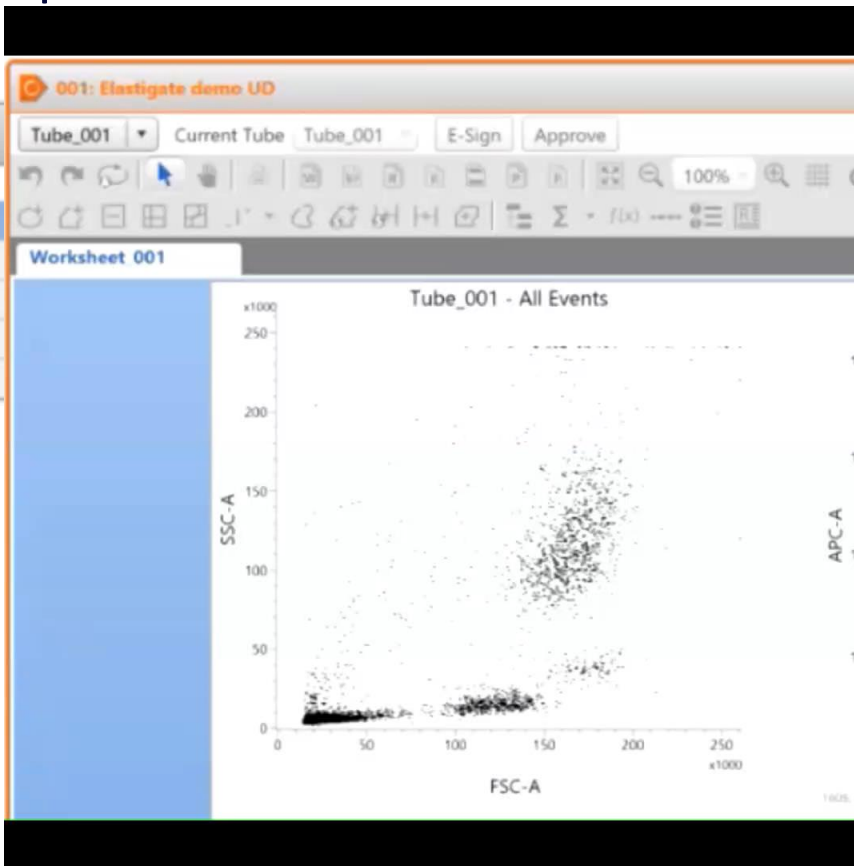 001: Elastigate demo UD
Tube_001 Current Tube Tube_001 E-Sign Approve
100%
Σ f(x)
Worksheet 001
Tube_001 - All Events
x1000
250
200
150
100
50
0
SSC-A
0 50 100 150 200 250
x1000
FSC-A
APC-A